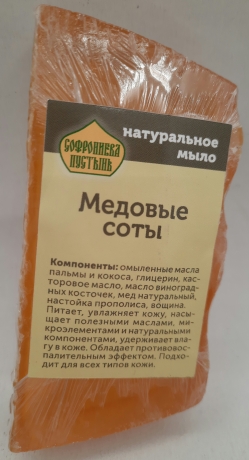 СОФРОНИЕВА
ПУСТЫНЬ
натуральное
мыло
Медовые
соты
Компоненты: омыленные масла
пальмы и кокоса, глицерин, кас-
торовое масло, масло виноград-
ных косточек, мед натуральный,
настойка прополиса, вощина.
Питает, увлажняет кожу, насы-
щает полезными маслами, ми-
кроэлементами и натуральными
компонентами, удерживает вла-
гу в коже. Обладает противовос-
палительным эффектом. Подхо-
дит для всех типов кожи.